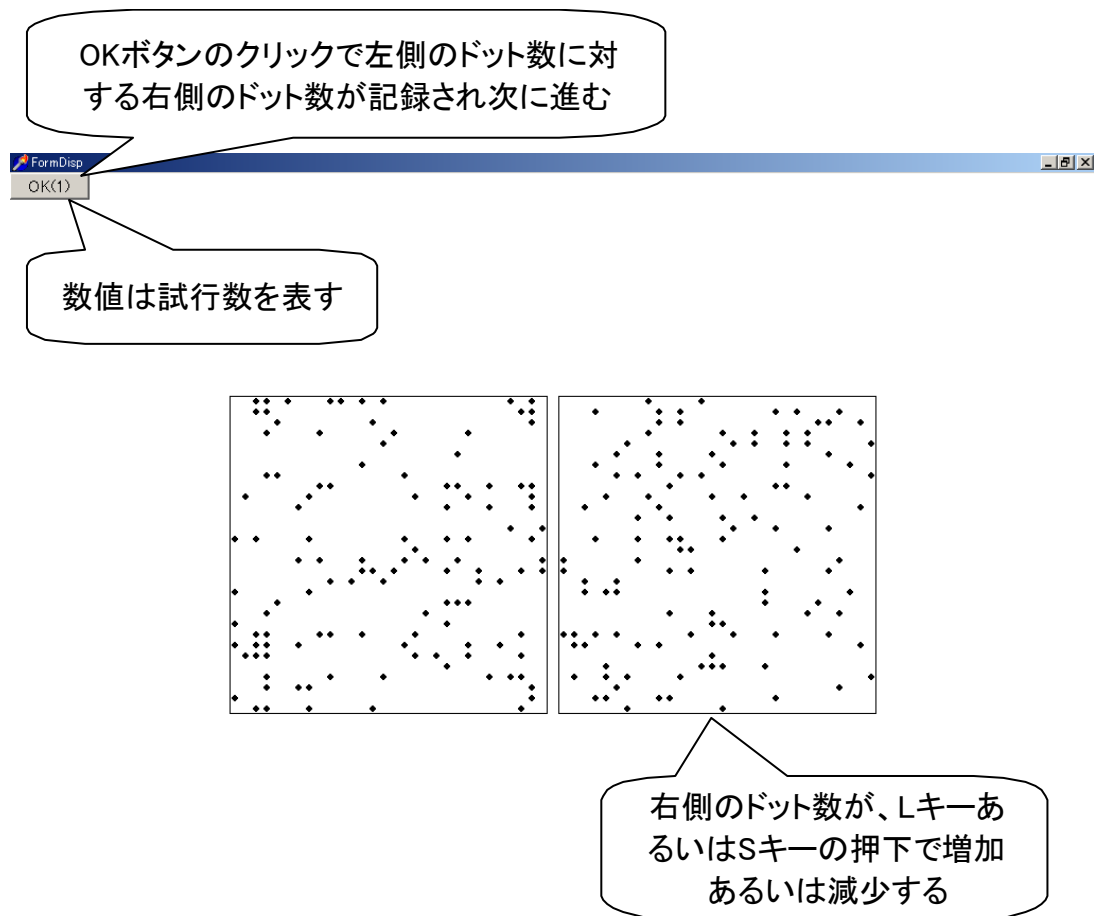 OKボタンのクリックで左側のドット数に対
する右側のドット数が記録され次に進む
FormDisp
OK(1)
数値は試行数を表す
右側のドット数が、Lキーあ
るいはSキーの押下で増加
あるいは減少する